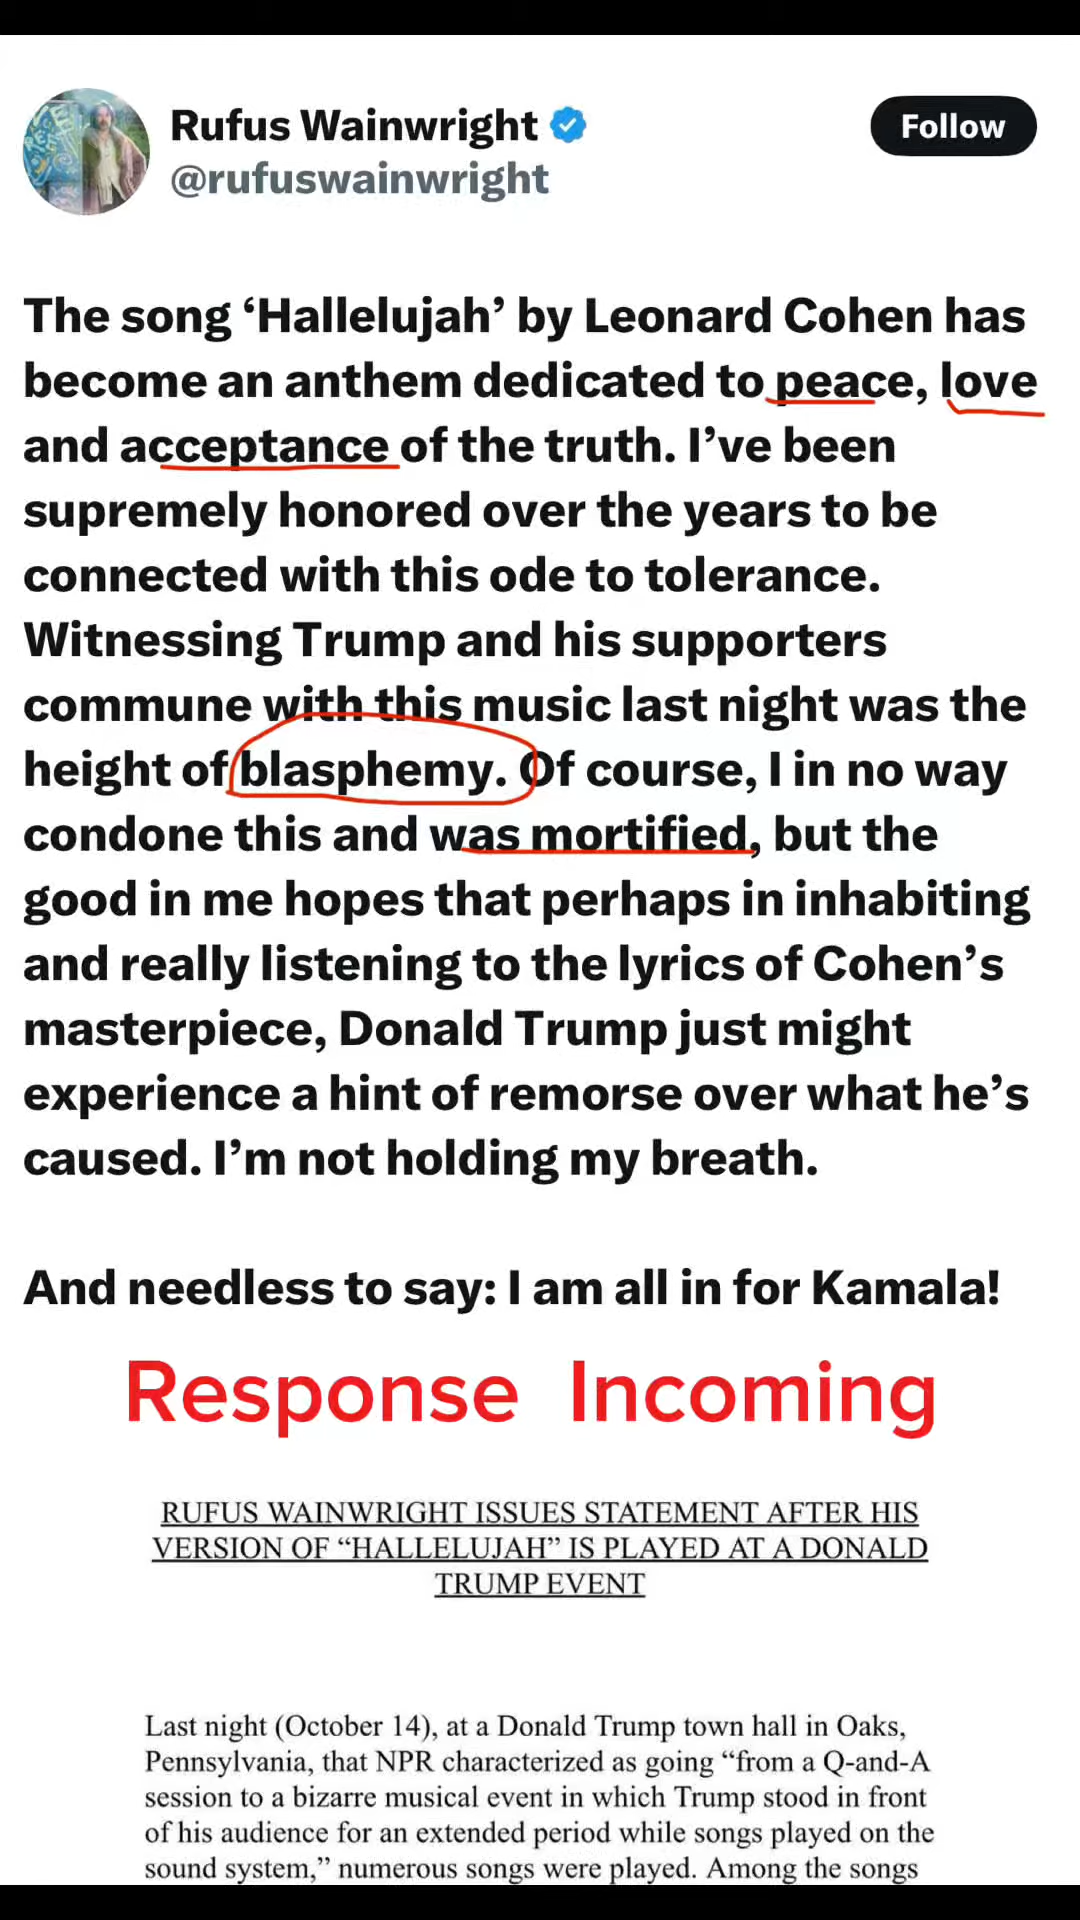 Rufus Wainwright
Follow
@rufuswainwright
The song ‘Hallelujah’ by Leonard Cohen has
become an anthem dedicated to peace, love
and acceptance of the truth. I’ve been
supremely honored over the years to be
connected with this ode to tolerance.
Witnessing Trump and his supporters
commune with this music last night was the
height of blasphemy. Of course, I in no way
condone this and was mortified, but the
good in me hopes that perhaps in inhabiting
and really listening to the lyrics of Cohen’s
masterpiece, Donald Trump just might
experience a hint of remorse over what he’s
caused. I’m not holding my breath.
And needless to say: I am all in for Kamala!
Response Incoming
RUFUS WAINWRIGHT ISSUES STATEMENT AFTER HIS
VERSION OF “HALLELUJAH” IS PLAYED AT A DONALD
TRUMP EVENT
Last night (October 14), at a Donald Trump town hall in Oaks,
Pennsylvania, that NPR characterized as going “from a Q-and-A
session to a bizarre musical event in which Trump stood in front
of his audience for an extended period while songs played on the
sound system,” numerous songs were played. Among the songs